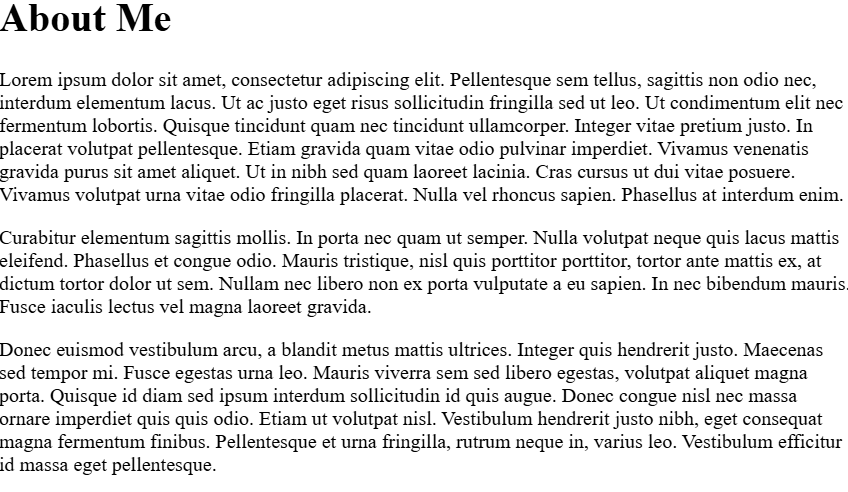 About Me
Lorem ipsum dolor sit amet, consectetur adipiscing elit. Pellentesque sem tellus, sagittis non odio nec,
interdum elementum lacus. Ut ac justo eget risus sollicitudin fringilla sed ut leo. Ut condimentum elit nec
fermentum lobortis. Quisque tincidunt quam nec tincidunt ullamcorper. Integer vitae pretium justo. In
placerat volutpat pellentesque. Etiam gravida quam vitae odio pulvinar imperdiet. Vivamus venenatis
gravida purus sit amet aliquet. Ut in nibh sed quam laoreet lacinia. Cras cursus ut dui vitae posuere.
Vivamus volutpat urna vitae odio fringilla placerat. Nulla vel rhoncus sapien. Phasellus at interdum enim.
Curabitur elementum sagittis mollis. In porta nec quam ut semper. Nulla volutpat neque quis lacus mattis
eleifend. Phasellus et congue odio. Mauris tristique, nisl quis porttitor porttitor, tortor ante mattis ex, at
dictum tortor dolor ut sem. Nullam nec libero non ex porta vulputate a eu sapien. In nec bibendum mauris.
Fusce iaculis lectus vel magna laoreet gravida.
Donec euismod vestibulum arcu, a blandit metus mattis ultrices. Integer quis hendrerit justo. Maecenas
sed tempor mi. Fusce egestas urna leo. Mauris viverra sem sed libero egestas, volutpat aliquet magna
porta. Quisque id diam sed ipsum interdum sollicitudin id quis augue. Donec congue nisl nec massa
ornare imperdiet quis quis odio. Etiam ut volutpat nisl. Vestibulum hendrerit justo nibh, eget consequat
magna fermentum finibus. Pellentesque et urna fringilla, rutrum neque in, varius leo. Vestibulum efficitur
id massa eget pellentesque.